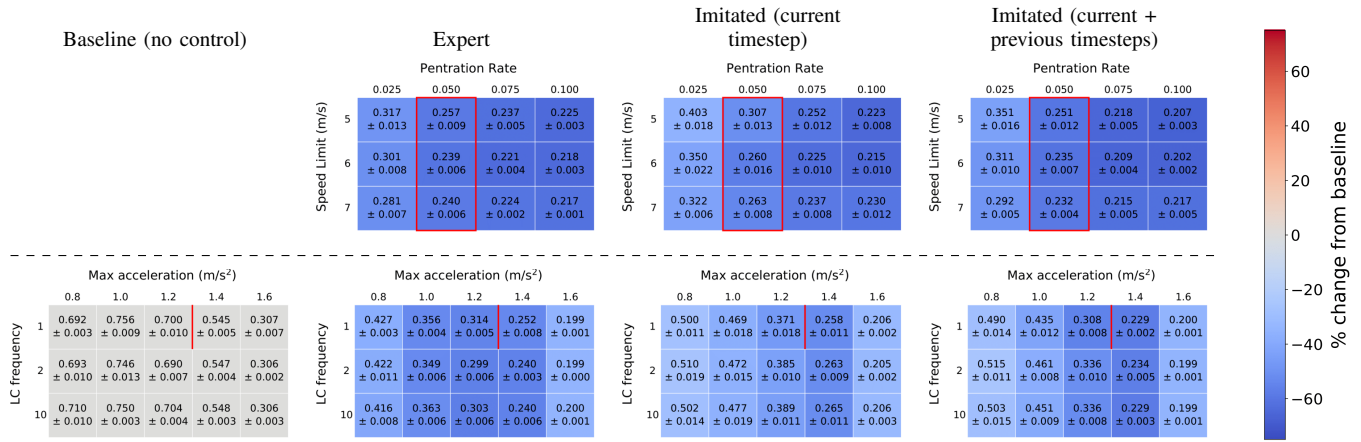 Baseline (no control)
Expert
Imitated (current
timestep)
Imitated (current +
previous timesteps)
Pentration Rate
0.025 0.050 0.075 0.100
Speed Limit (m/s)
5
0.317 0.257 0.237 0.225
± 0.013 ± 0.009 ± 0.005 ± 0.003
6
0.301 0.239 0.221 0.218
± 0.008 ± 0.006 ± 0.004 ± 0.003
7
0.281 0.240 0.224 0.217
± 0.007 ± 0.006 ± 0.002 ± 0.001
Pentration Rate
0.025 0.050 0.075 0.100
Speed Limit (m/s)
5
0.403 0.307 0.252 0.223
± 0.018 ± 0.013 ± 0.012 ± 0.008
6
0.350 0.260 0.225 0.215
± 0.022 ± 0.016 ± 0.010 ± 0.010
7
0.322 0.263 0.237 0.230
± 0.006 ± 0.008 ± 0.008 ± 0.012
Pentration Rate
0.025 0.050 0.075 0.100
Speed Limit (m/s)
5
0.351 0.251 0.218 0.207
± 0.016 ± 0.012 ± 0.005 ± 0.003
6
0.311 0.235 0.209 0.202
± 0.010 ± 0.007 ± 0.004 ± 0.002
7
0.292 0.232 0.215 0.217
± 0.005 ± 0.004 ± 0.005 ± 0.005
Max acceleration (m/s²)
0.8 1.0 1.2 1.4 1.6
LC frequency
1
0.692 0.756 0.700 0.545 0.307
± 0.003 ± 0.009 ± 0.010 ± 0.005 ± 0.007
2
0.693 0.746 0.690 0.547 0.306
± 0.010 ± 0.013 ± 0.007 ± 0.004 ± 0.002
10
0.710 0.750 0.704 0.548 0.306
± 0.010 ± 0.003 ± 0.004 ± 0.003 ± 0.003
Max acceleration (m/s²)
0.8 1.0 1.2 1.4 1.6
LC frequency
1
0.427 0.356 0.314 0.252 0.199
± 0.003 ± 0.004 ± 0.005 ± 0.008 ± 0.001
2
0.422 0.349 0.299 0.240 0.199
± 0.011 ± 0.006 ± 0.006 ± 0.003 ± 0.000
10
0.416 0.363 0.303 0.240 0.200
± 0.008 ± 0.003 ± 0.006 ± 0.006 ± 0.001
Max acceleration (m/s²)
0.8 1.0 1.2 1.4 1.6
LC frequency
1
0.500 0.469 0.371 0.258 0.206
± 0.011 ± 0.018 ± 0.018 ± 0.011 ± 0.002
2
0.510 0.472 0.385 0.263 0.205
± 0.019 ± 0.015 ± 0.010 ± 0.009 ± 0.002
10
0.502 0.477 0.389 0.265 0.206
± 0.014 ± 0.019 ± 0.011 ± 0.011 ± 0.003
Max acceleration (m/s²)
0.8 1.0 1.2 1.4 1.6
LC frequency
1
0.490 0.435 0.308 0.229 0.200
± 0.014 ± 0.012 ± 0.008 ± 0.002 ± 0.001
2
0.515 0.461 0.336 0.234 0.199
± 0.011 ± 0.008 ± 0.010 ± 0.005 ± 0.001
10
0.503 0.451 0.336 0.229 0.199
± 0.015 ± 0.009 ± 0.008 ± 0.003 ± 0.001
60
40
20
0
−20
−40
−60
% change from baseline